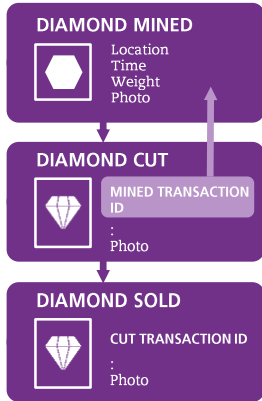 DIAMOND MINED
Location
Time
Weight
Photo
DIAMOND CUT
MINED TRANSACTION
ID
:
Photo
DIAMOND SOLD
CUT TRANSACTION ID
:
Photo